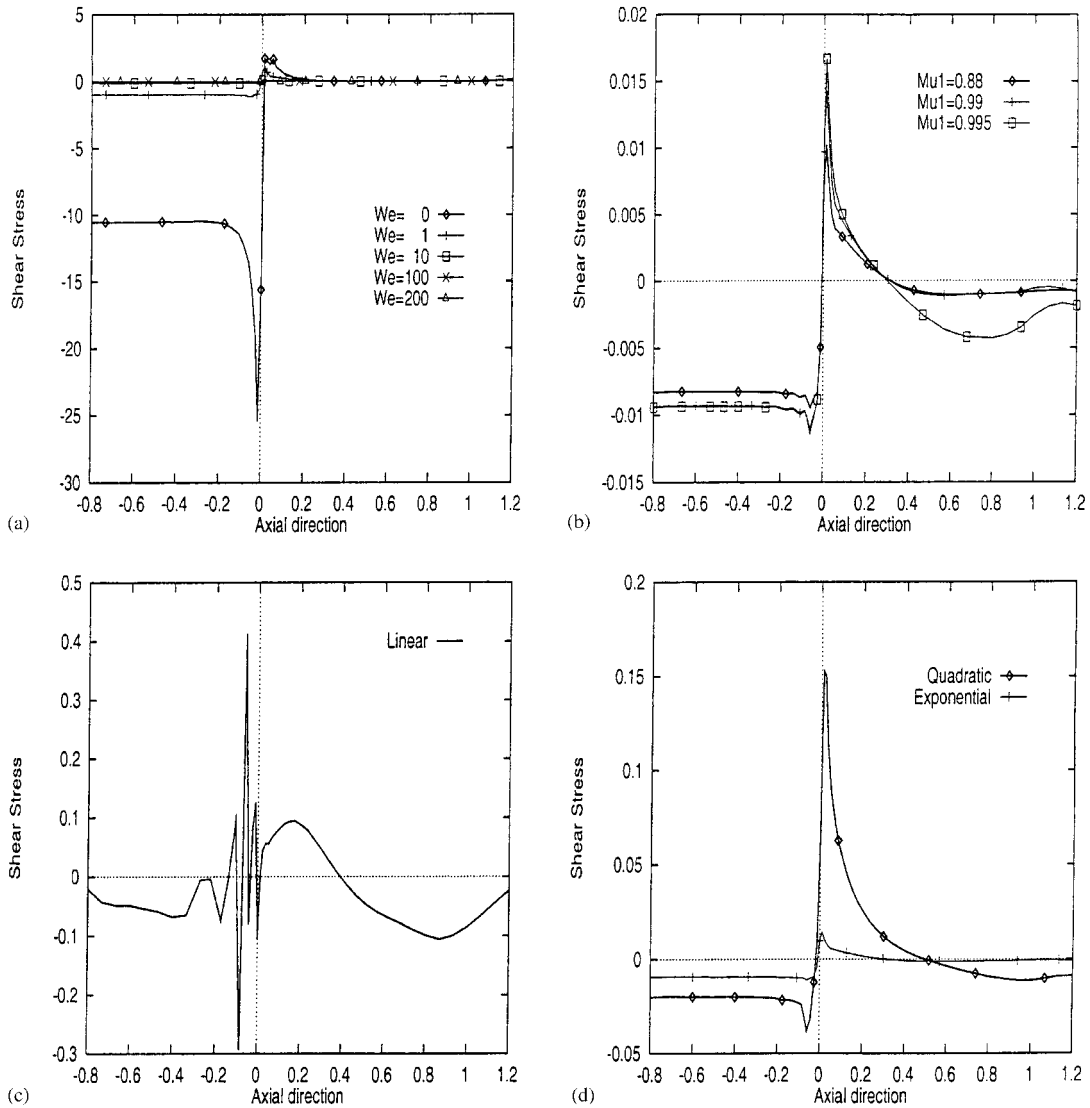 5
0
-5
-10
-15
-20
-25
-30
Shear Stress
We= 0
We= 1
We= 10
We=100
We=200
-0.8 -0.6 -0.4 -0.2 0 0.2 0.4 0.6 0.8 1 1.2
Axial direction
(a)
0.02
0.015
0.01
0.005
0
-0.005
-0.01
-0.015
Shear Stress
Mu1=0.88
Mu1=0.99
Mu1=0.995
-0.8 -0.6 -0.4 -0.2 0 0.2 0.4 0.6 0.8 1 1.2
Axial direction
(b)
0.5
0.4
0.3
0.2
0.1
0
-0.1
-0.2
-0.3
Shear Stress
Linear
-0.8 -0.6 -0.4 -0.2 0 0.2 0.4 0.6 0.8 1 1.2
Axial direction
(c)
0.2
0.15
0.1
0.05
0
-0.05
Shear Stress
Quadratic
Exponential
-0.8 -0.6 -0.4 -0.2 0 0.2 0.4 0.6 0.8 1 1.2
Axial direction
(d)